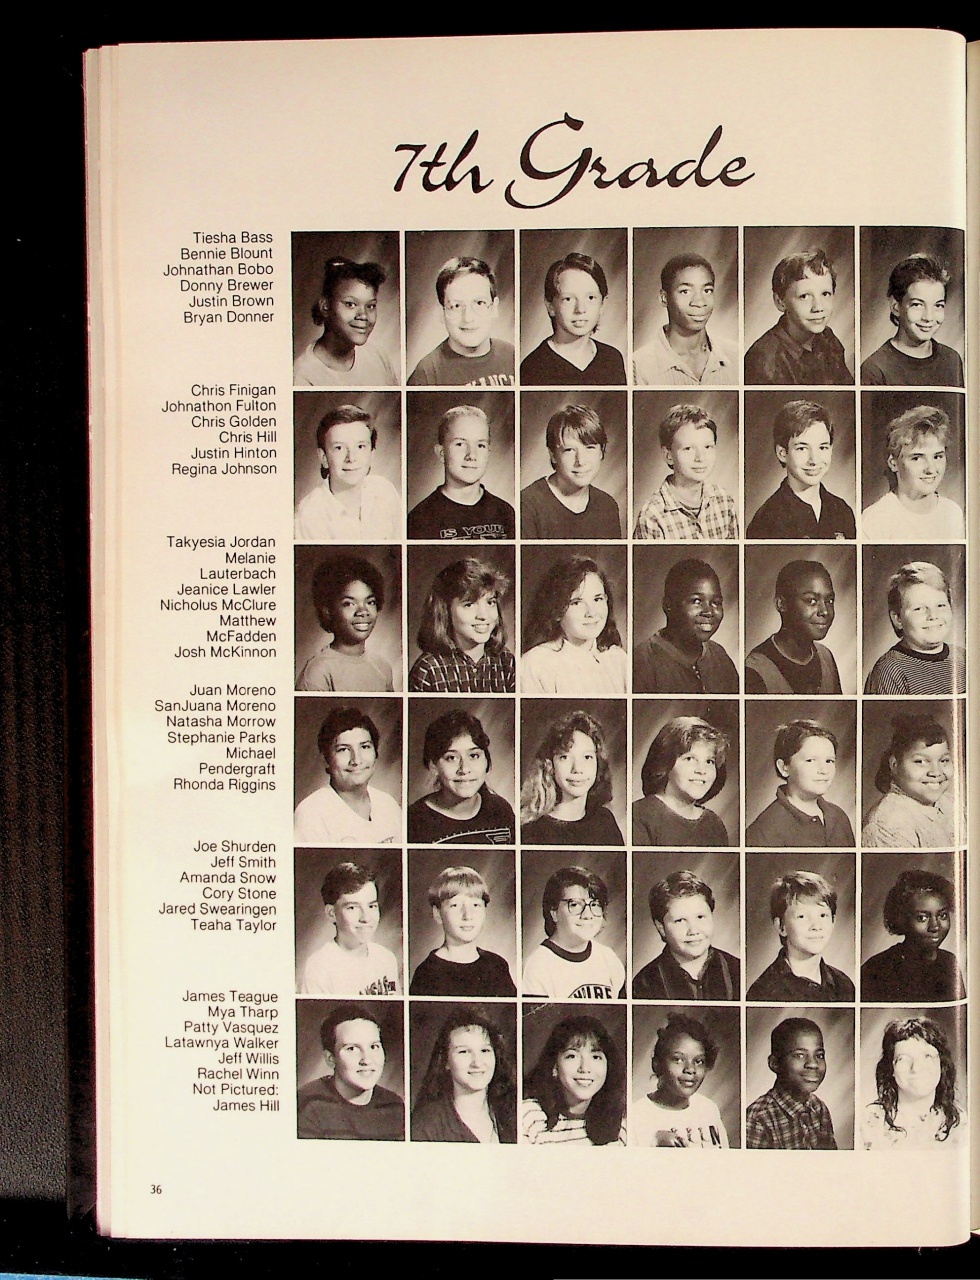 7th Grade
Tiesha Bass
Bennie Blount
Johnathan Bobo
Donny Brewer
Justin Brown
Bryan Donner
Chris Finigan
Johnathon Fulton
Chris Golden
Chris Hill
Justin Hinton
Regina Johnson
IS YOUR
Takyesia Jordan
Melanie
Lauterbach
Jeanice Lawler
Nicholus McClure
Matthew
McFadden
Josh McKinnon
Juan Moreno
SanJuana Moreno
Natasha Morrow
Stephanie Parks
Michael
Pendergraft
Rhonda Riggins
Joe Shurden
Jeff Smith
Amanda Snow
Cory Stone
Jared Swearingen
Teaha Taylor
James Teague
Mya Tharp
Patty Vasquez
Latawnya Walker
Jeff Willis
Rachel Winn
Not Pictured:
James Hill
36